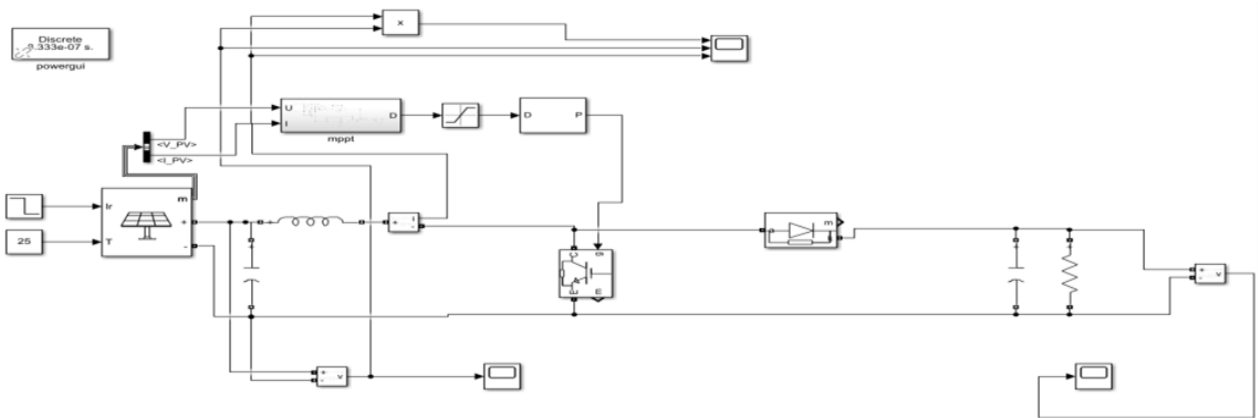 Discrete
3.333e-07 s.
powergui
x
U
I
D
mppt
D
P
<V_PV>
<I_PV>
m
Ir
T
+
-
25
+
+
+
i
-
C
g
E
E
a
m
+
+
+
-
v
+
-
v